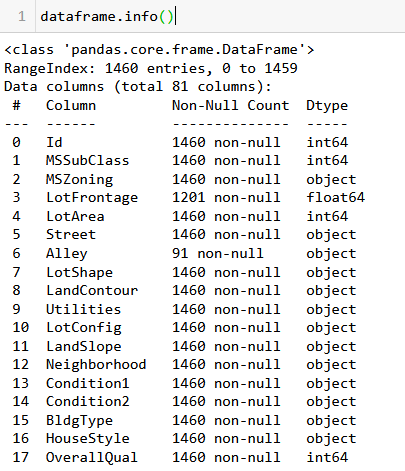 1 dataframe.info()
<class 'pandas.core.frame.DataFrame'>
RangeIndex: 1460 entries, 0 to 1459
Data columns (total 81 columns):
# Column Non-Null Count Dtype
--- ------ -------------- -----
0 Id 1460 non-null int64
1 MSSubClass 1460 non-null int64
2 MSZoning 1460 non-null object
3 LotFrontage 1201 non-null float64
4 LotArea 1460 non-null int64
5 Street 1460 non-null object
6 Alley 91 non-null object
7 LotShape 1460 non-null object
8 LandContour 1460 non-null object
9 Utilities 1460 non-null object
10 LotConfig 1460 non-null object
11 LandSlope 1460 non-null object
12 Neighborhood 1460 non-null object
13 Condition1 1460 non-null object
14 Condition2 1460 non-null object
15 BldgType 1460 non-null object
16 HouseStyle 1460 non-null object
17 OverallQual 1460 non-null int64